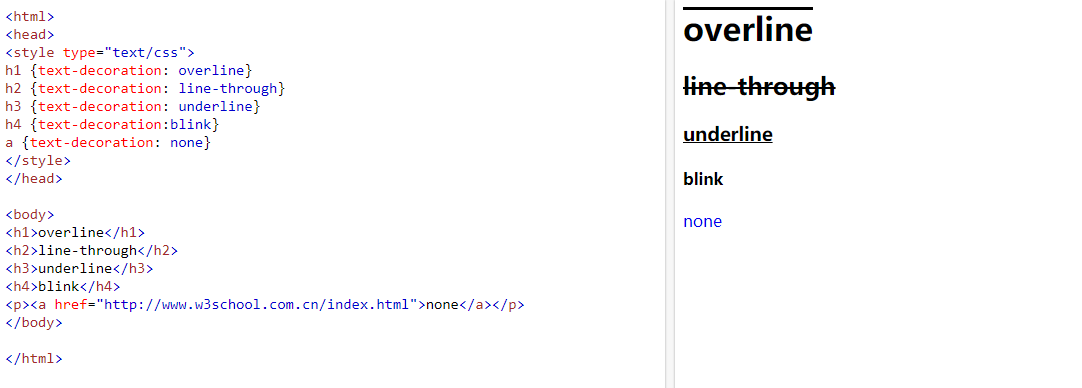 <html>
<head>
<style type="text/css">
h1 {text-decoration: overline}
h2 {text-decoration: line-through}
h3 {text-decoration: underline}
h4 {text-decoration:blink}
a {text-decoration: none}
</style>
</head>

<body>
<h1>overline</h1>
<h2>line-through</h2>
<h3>underline</h3>
<h4>blink</h4>
<p><a href="http://www.w3school.com.cn/index.html">none</a></p>
</body>

</html>
overline
line-through
underline
blink
none